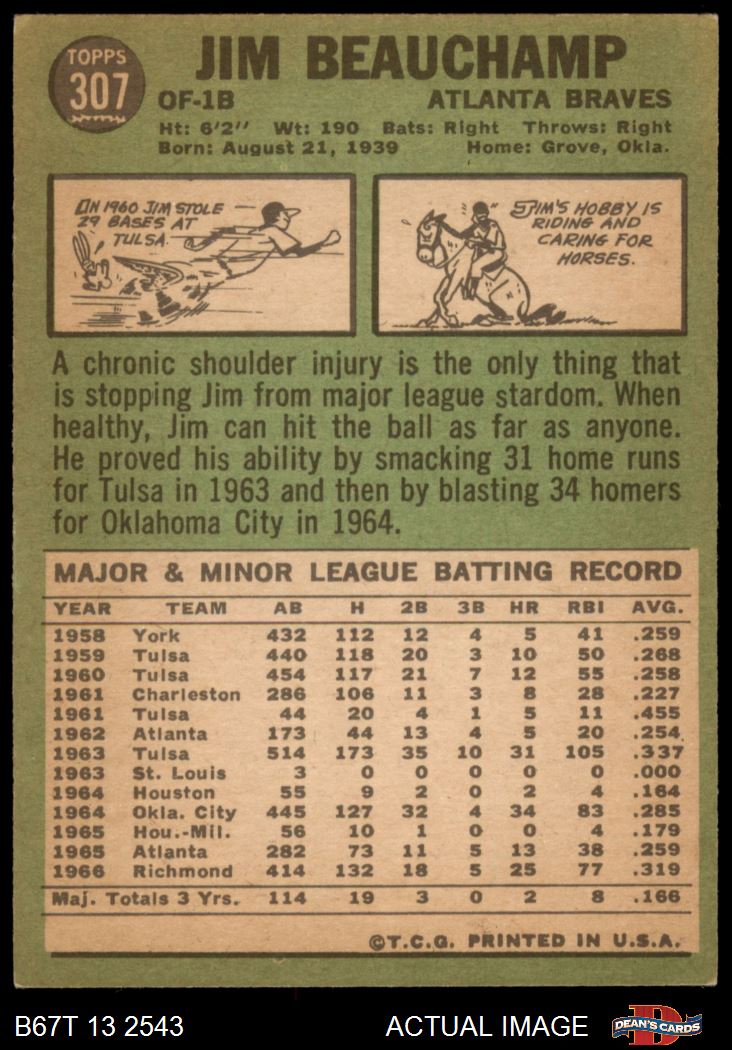 TOPPS
307
JIM BEAUCHAMP
OF-1B ATLANTA BRAVES
Ht: 6'2" Wt: 190 Bats: Right Throws: Right
Born: August 21, 1939 Home: Grove, Okla.
IN 1960 JIM STOLE
29 BASES AT
TULSA
JIM'S HOBBY IS
RIDING AND
CARING FOR
HORSES.
A chronic shoulder injury is the only thing that
is stopping Jim from major league stardom. When
healthy, Jim can hit the ball as far as anyone.
He proved his ability by smacking 31 home runs
for Tulsa in 1963 and then by blasting 34 homers
for Oklahoma City in 1964.
MAJOR & MINOR LEAGUE BATTING RECORD
YEAR TEAM AB H 2B 3B HR RBI AVG.
1958 York 432 112 12 4 5 41 .259
1959 Tulsa 440 118 20 3 10 50 .268
1960 Tulsa 454 117 21 7 12 55 .258
1961 Charleston 286 106 11 3 8 28 .227
1961 Tulsa 44 20 4 1 5 11 .455
1962 Atlanta 173 44 13 4 5 20 .254
1963 Tulsa 514 173 35 10 31 105 .337
1963 St. Louis 3 0 0 0 0 0 .000
1964 Houston 55 9 2 0 2 4 .164
1964 Okla. City 445 127 32 4 34 83 .285
1965 Hou.-Mil. 56 10 1 0 0 4 .179
1965 Atlanta 282 73 11 5 13 38 .259
1966 Richmond 414 132 18 5 25 77 .319
Maj. Totals 3 Yrs. 114 19 3 0 2 8 .166
©T.C.G. PRINTED IN U.S.A.
B67T 13 2543 ACTUAL IMAGE
D
DEAN'S CARDS